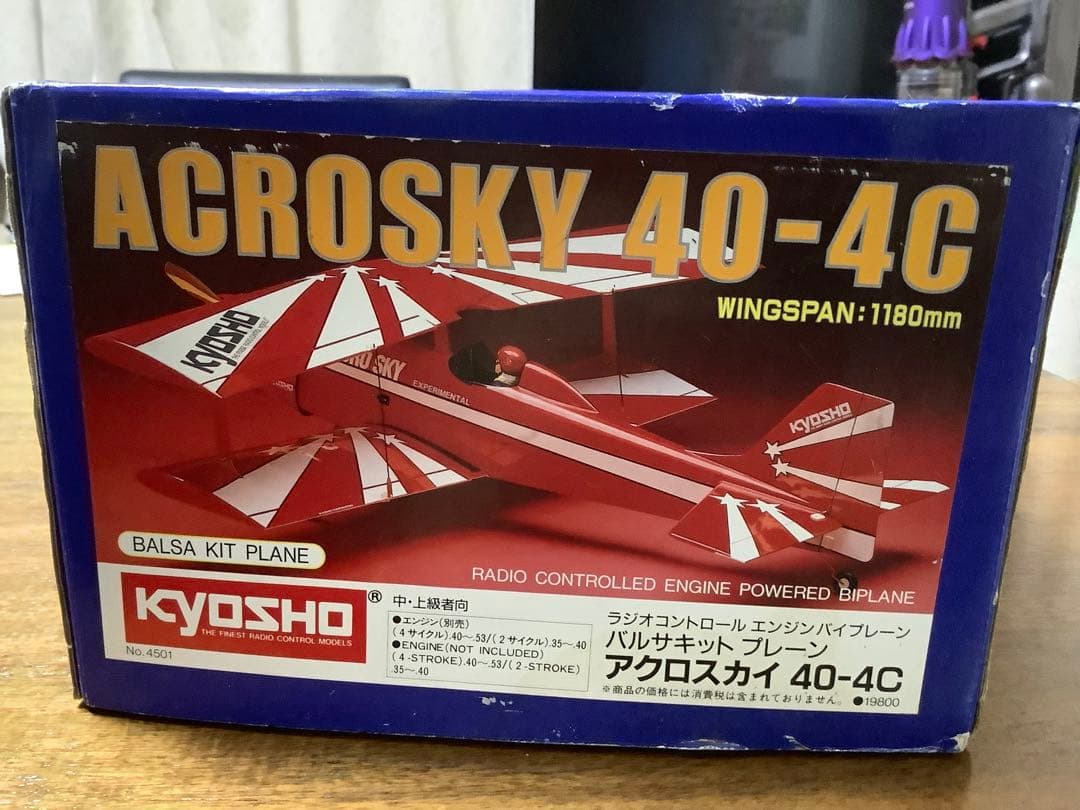 ACROSKY 40-4C
WINGSPAN:1180mm
KYOSHO
SKY
EXPERIMENTAL
KYOSHO
BALSA KIT PLANE
RADIO CONTROLLED ENGINE POWERED BIPLANE
KYOSHO ®
THE FINEST RADIO CONTROL MODELS
No.4501
中・上級者向
●エンジン(別売)
(4サイクル).40〜.53/(2サイクル).35〜.40
●ENGINE(NOT INCLUDED)
(4-STROKE).40〜.53/(2-STROKE)
.35〜.40
ラジオコントロール エンジンバイプレーン
バルサキット プレーン
アクロスカイ 40-4C
※商品の価格には消費税は含まれておりません。 ●19800